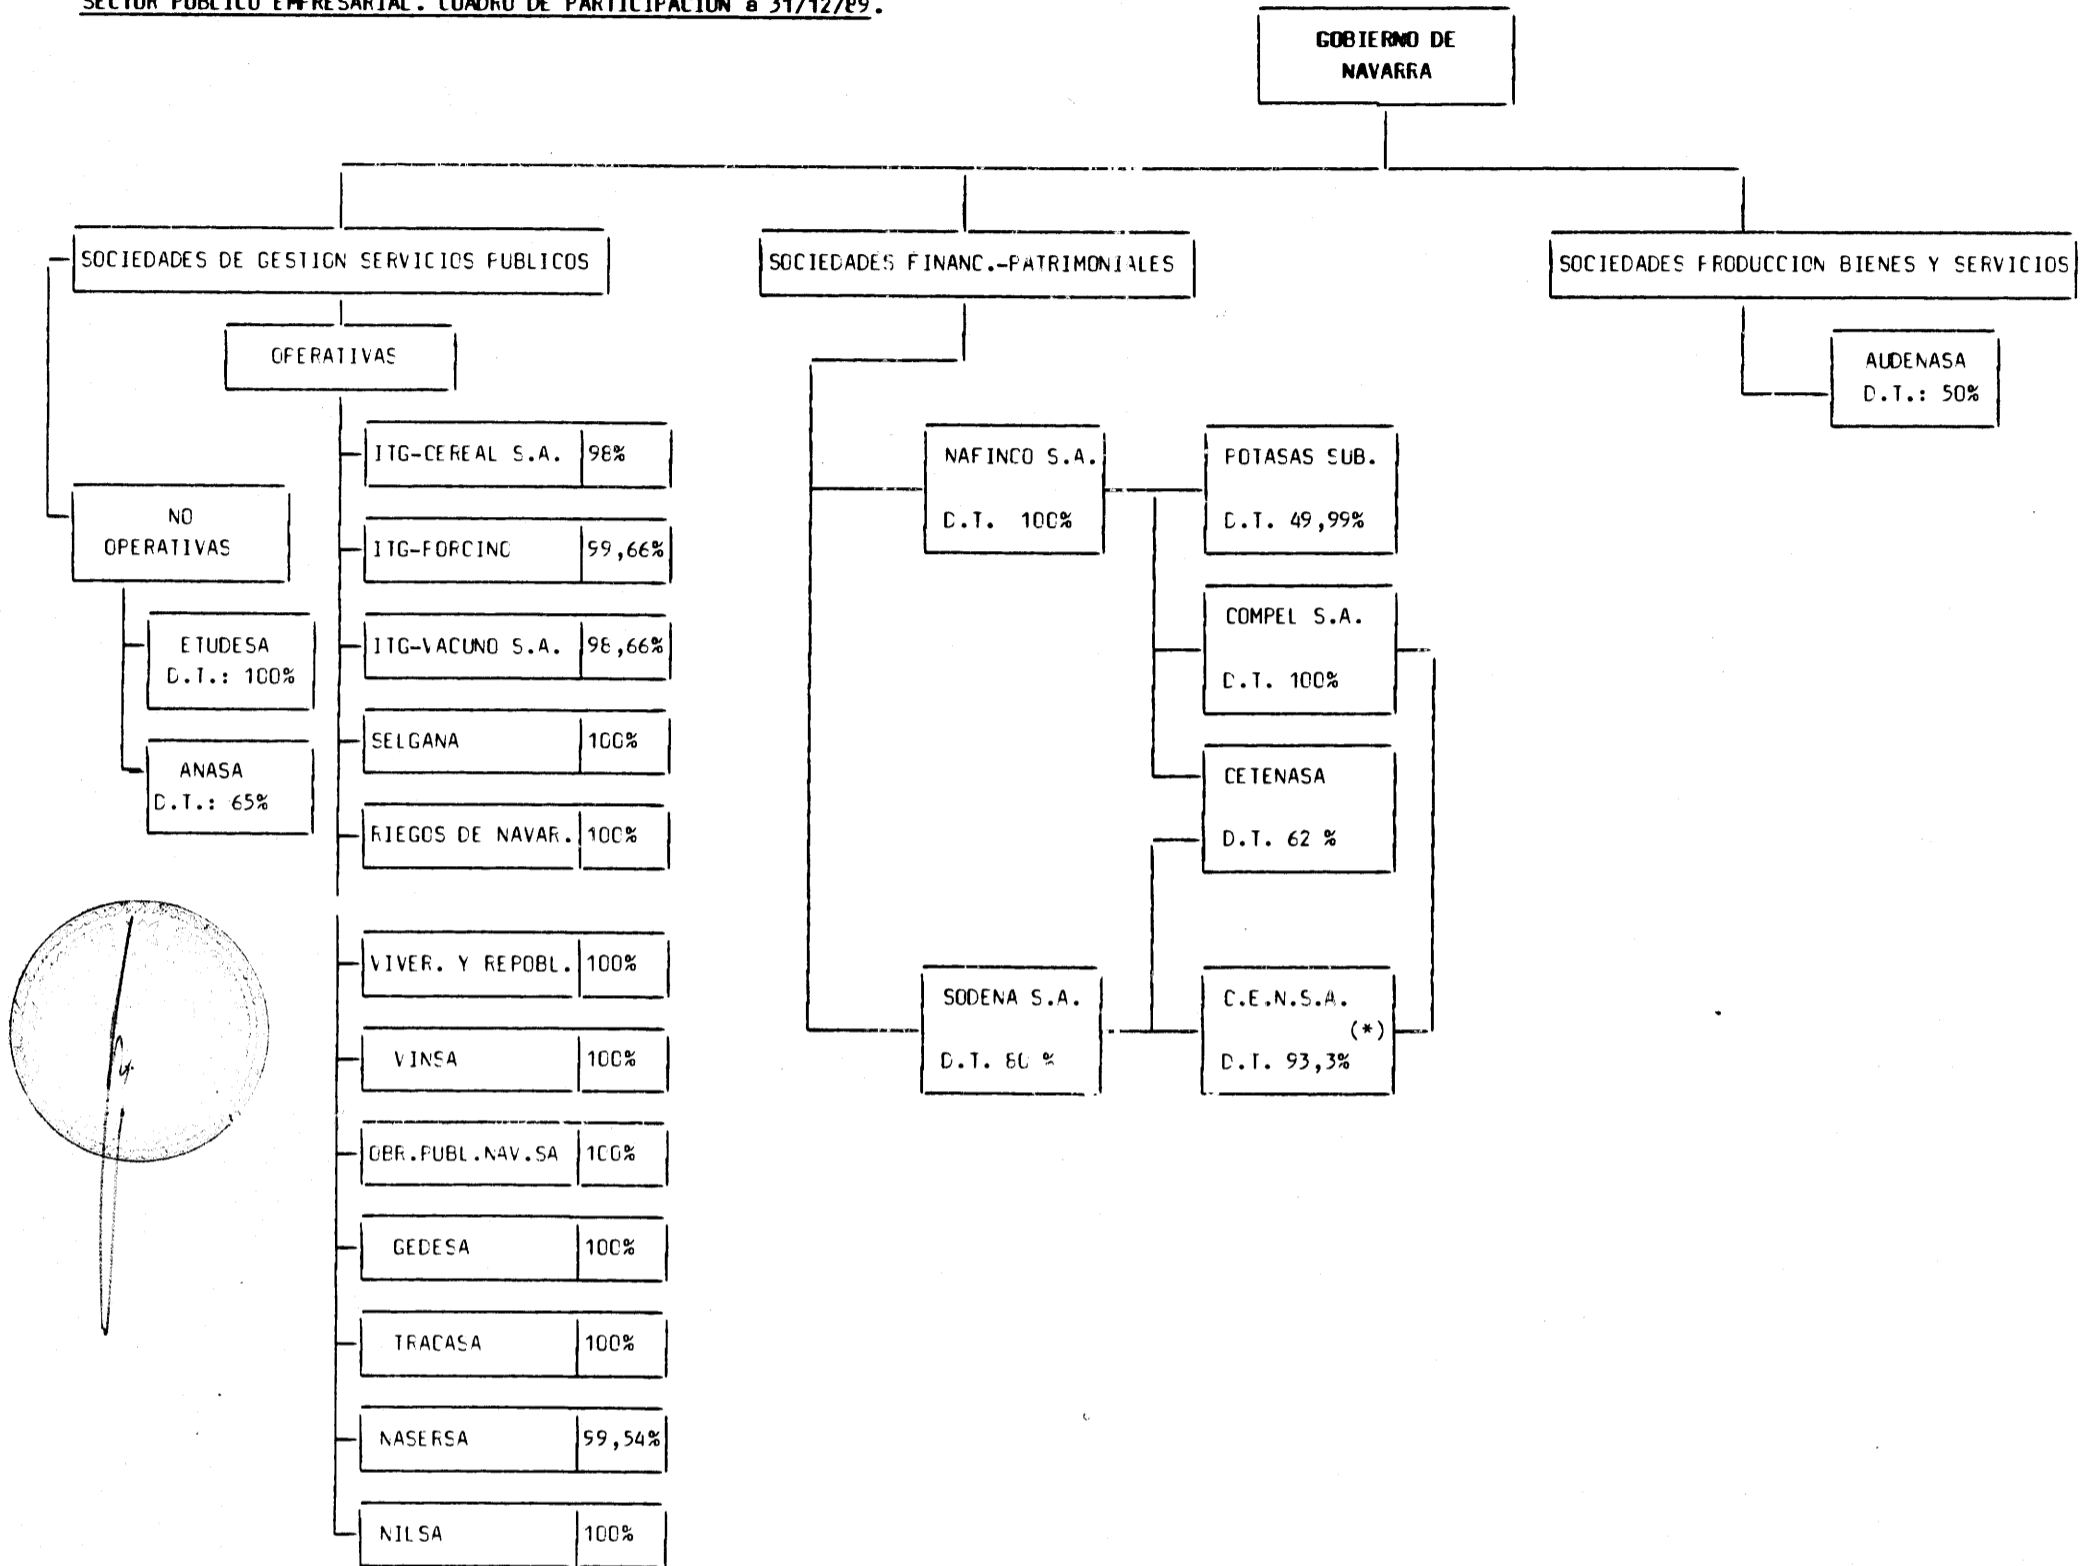 SECTOR PUBLICO EMPRESARIAL. CUADRO DE PARTICIPACION a 31/12/89.
GOBIERNO DE
NAVARRA
SOCIEDADES DE GESTION SERVICIOS PUBLICOS
OPERATIVAS
ITG-CEREAL S.A. 98%
ITG-PORCINO 99,66%
ITG-VACUNO S.A. 98,66%
SELGANA 100%
RIEGOS DE NAVAR. 100%
VIVER. Y REPOBL. 100%
VINSA 100%
OBR.PUBL.NAV.SA 100%
GEDESA 100%
TRACASA 100%
NASERSA 99,54%
NILSA 100%
NO
OPERATIVAS
ETUDESA
D.T.: 100%
ANASA
D.T.: 65%
SOCIEDADES FINANC.-PATRIMONIALES
NAFINCO S.A.
D.T. 100%
POTASAS SUB.
D.T. 49,99%
COMPEL S.A.
D.T. 100%
CETENASA
D.T. 62 %
SODENA S.A.
D.T. 80 %
C.E.N.S.A.
(*)
D.T. 93,3%
SOCIEDADES PRODUCCION BIENES Y SERVICIOS
AUDENASA
D.T.: 50%